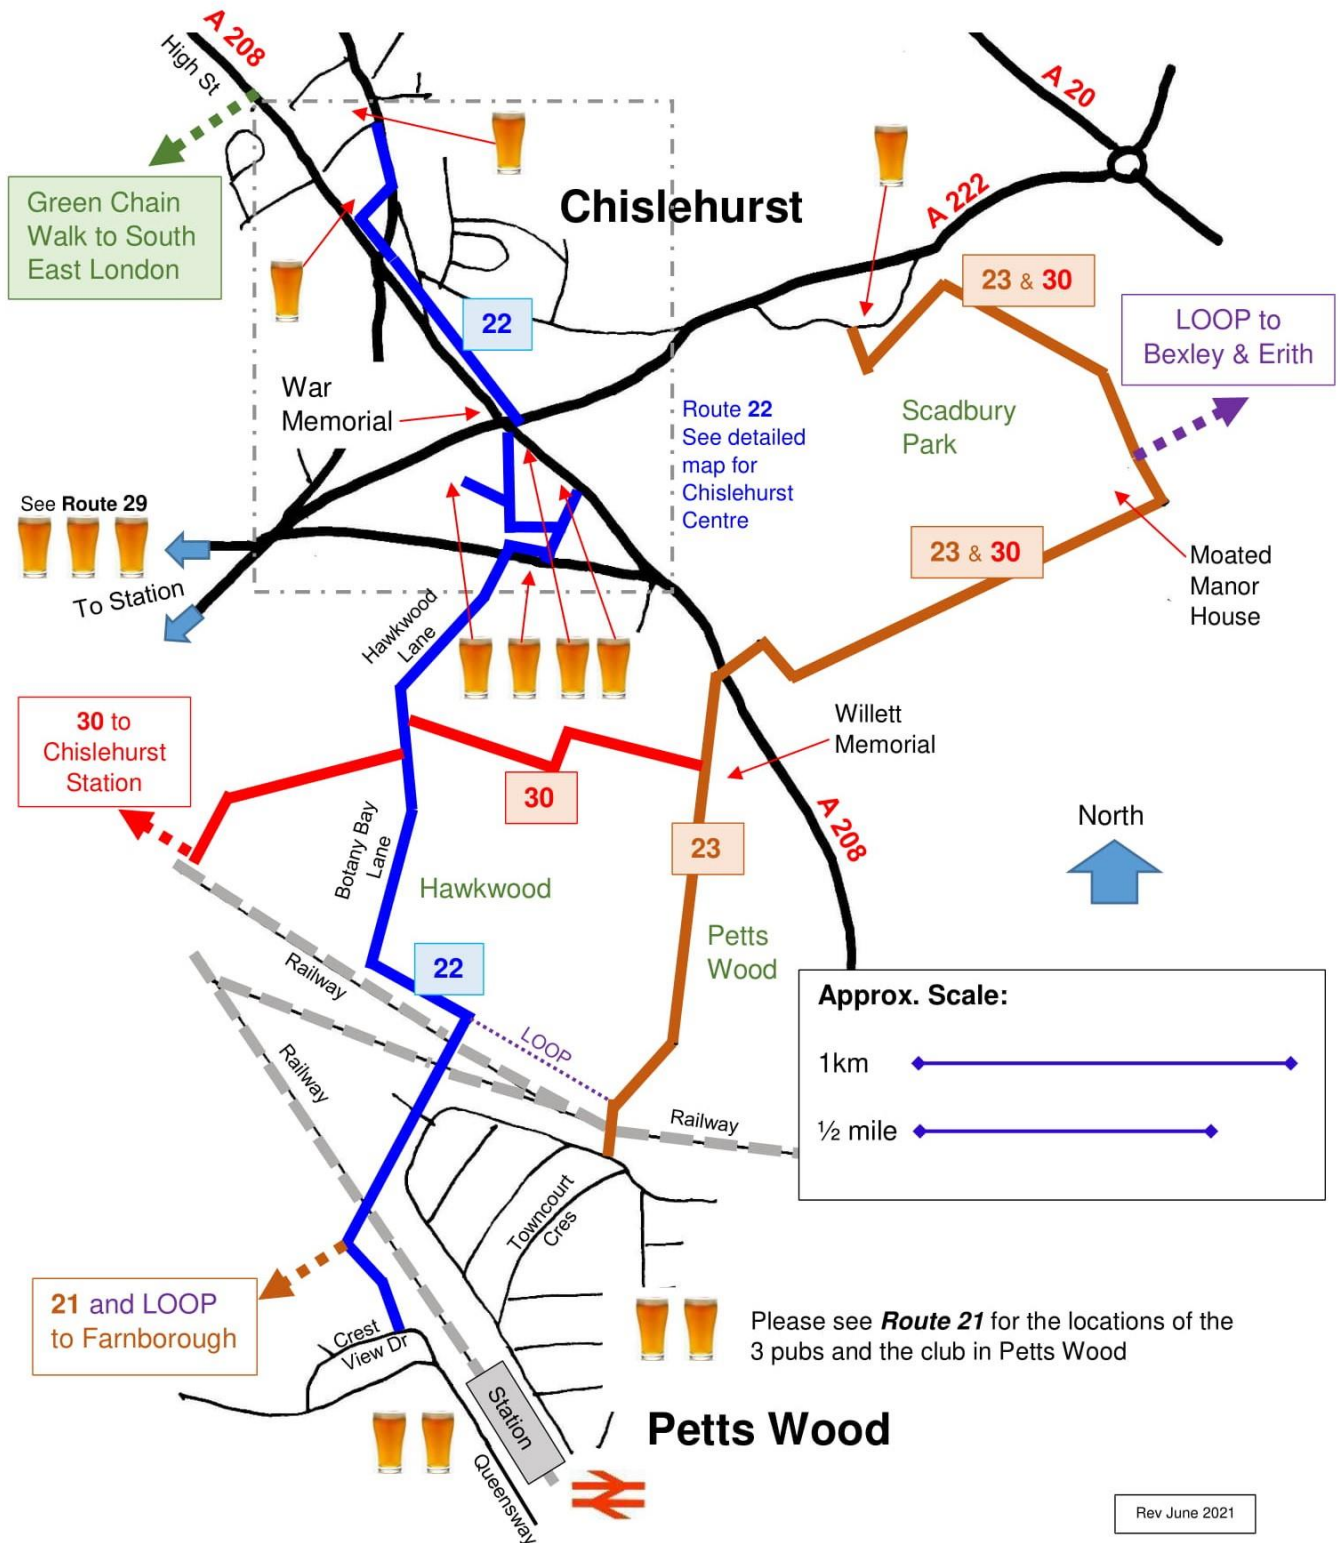 A 208
High St
A 20
Chislehurst
A 222
Green Chain
Walk to South
East London
23 & 30
LOOP to
Bexley & Erith
22
War
Memorial
Route 22
See detailed
map for
Chislehurst
Centre
Scadbury
Park
See Route 29
To Station
23 & 30
Moated
Manor
House
Hawkwood
Lane
30 to
Chislehurst
Station
Willett
Memorial
30
A 208
North
23
Botany Bay
Lane
Hawkwood
Petts
Wood
22
Railway
Approx. Scale:
1km
½ mile
LOOP
Railway
Railway
Towncourt
Cres
21 and LOOP
to Farnborough
Crest
View Dr
Please see Route 21 for the locations of the
3 pubs and the club in Petts Wood
Station
Petts Wood
Queensway
Rev June 2021